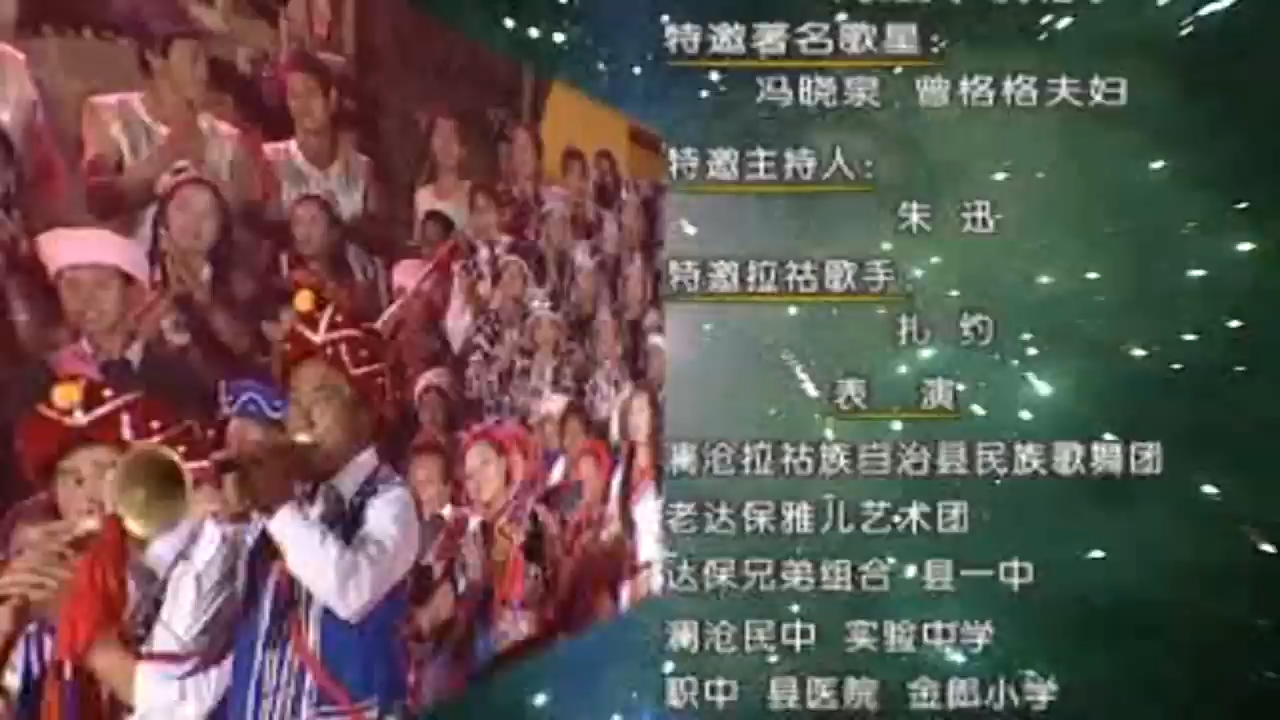 特邀著名歌星：
冯晓泉 曾格格夫妇
特邀主持人：
朱 迅
特邀拉祜歌手：
扎 约
表 演
澜沧拉祜族自治县民族歌舞团
老达保雅儿艺术团
达保兄弟组合 县一中
澜沧民中 实验中学
职中 县医院 金郎小学